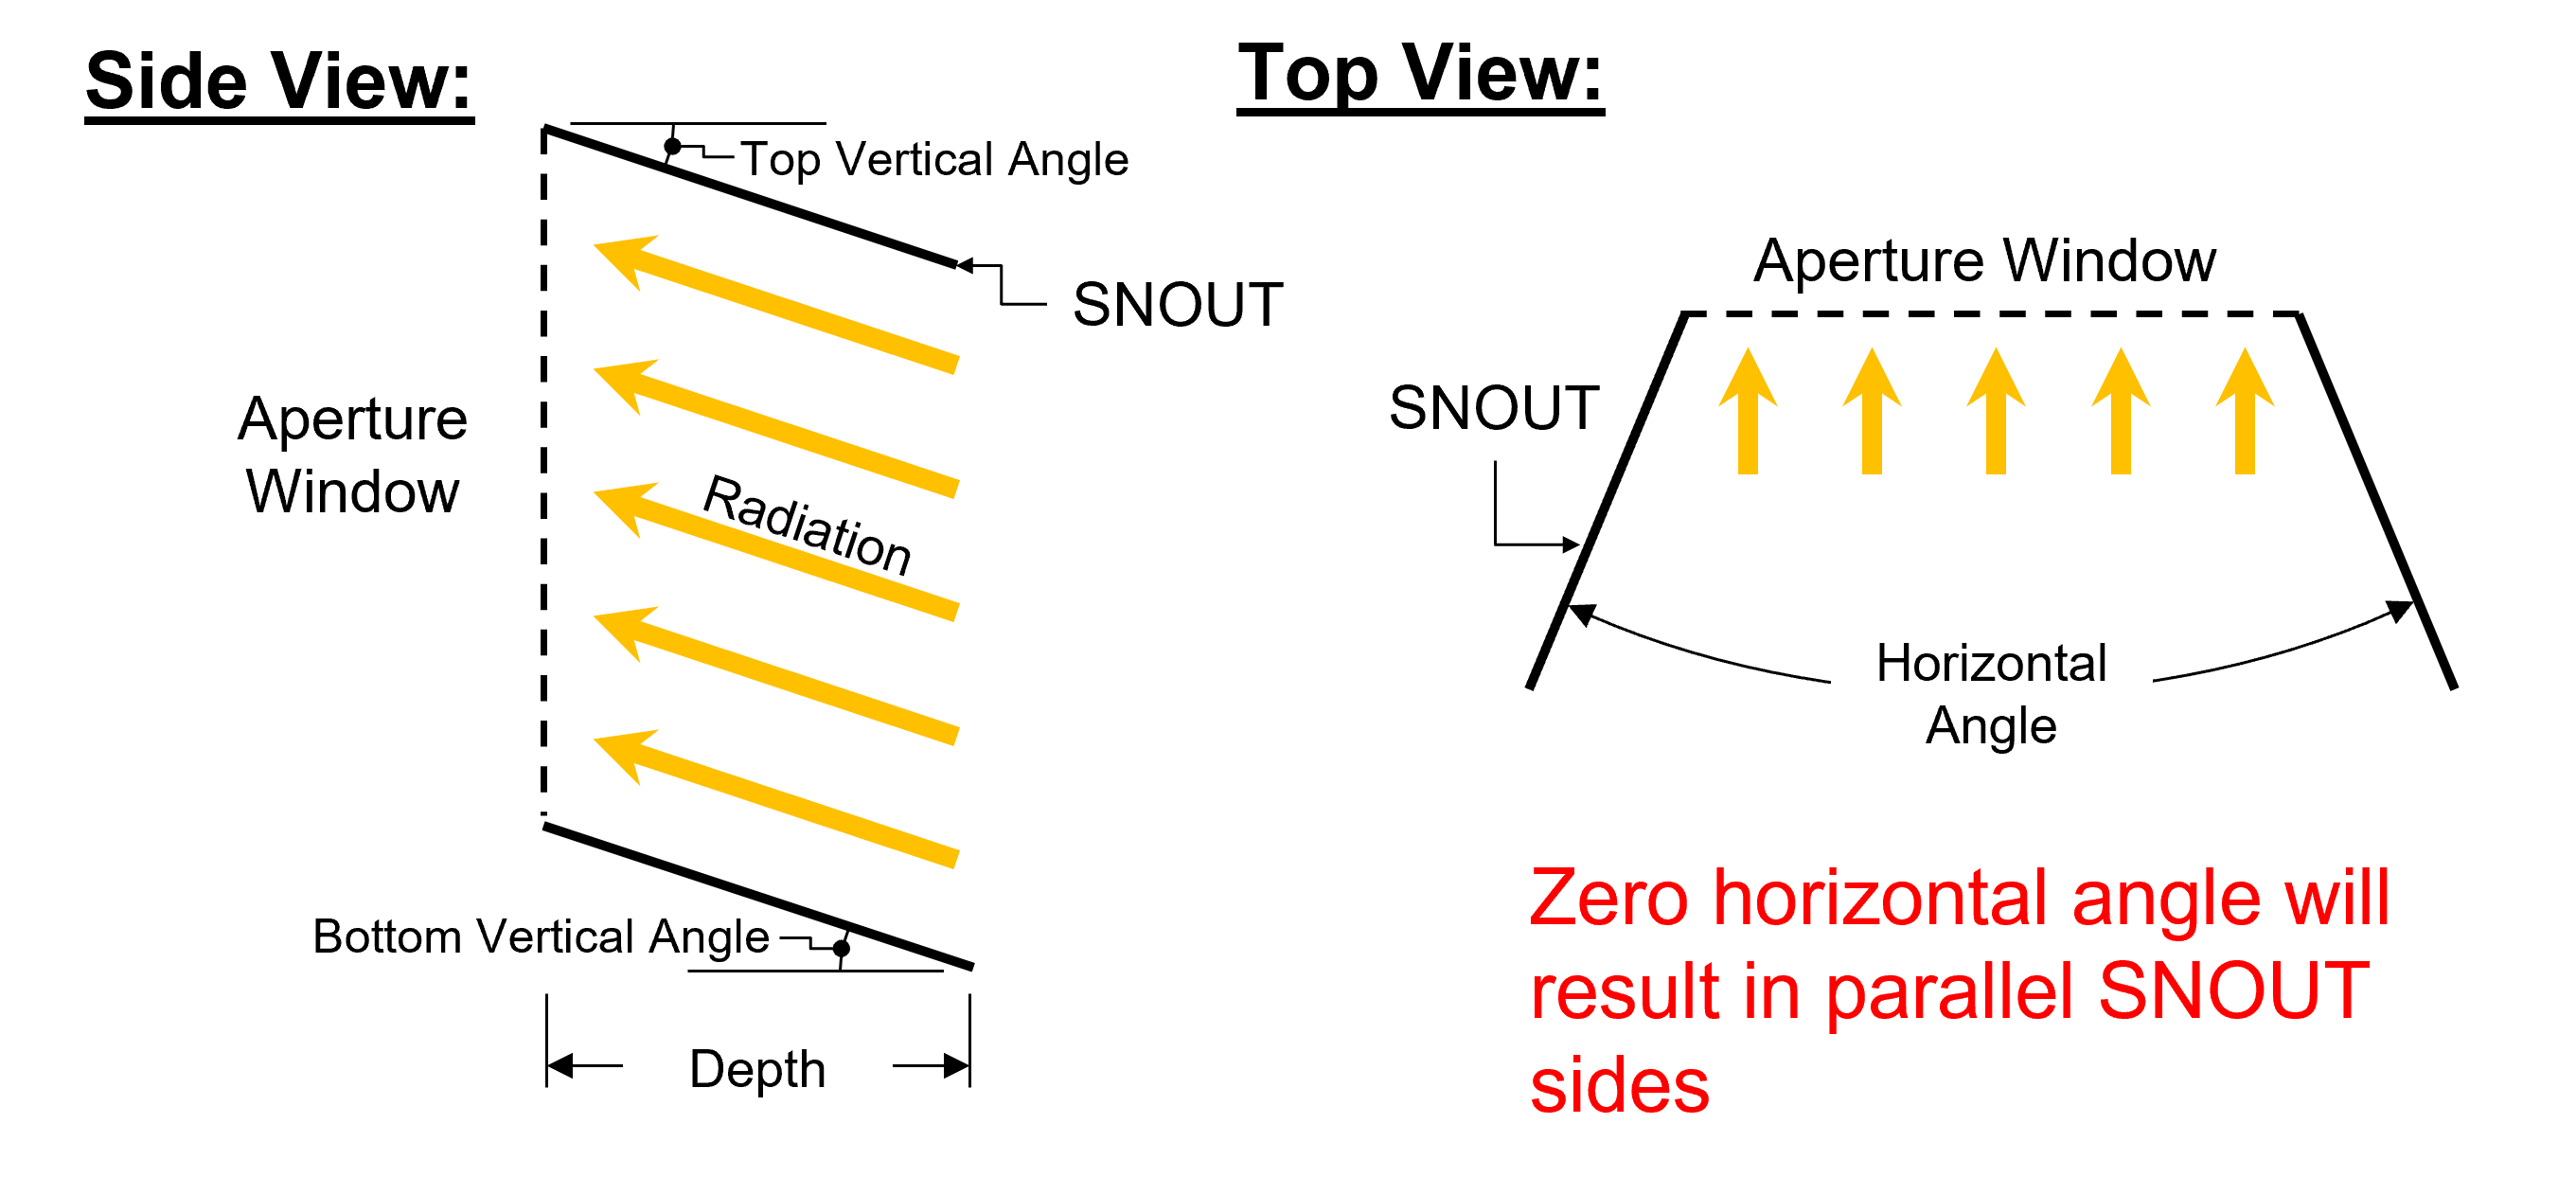 Side View:
Top Vertical Angle
SNOUT
Aperture
Window
Radiation
Bottom Vertical Angle
Depth
Top View:
Aperture Window
SNOUT
Horizontal
Angle
Zero horizontal angle will
result in parallel SNOUT
sides